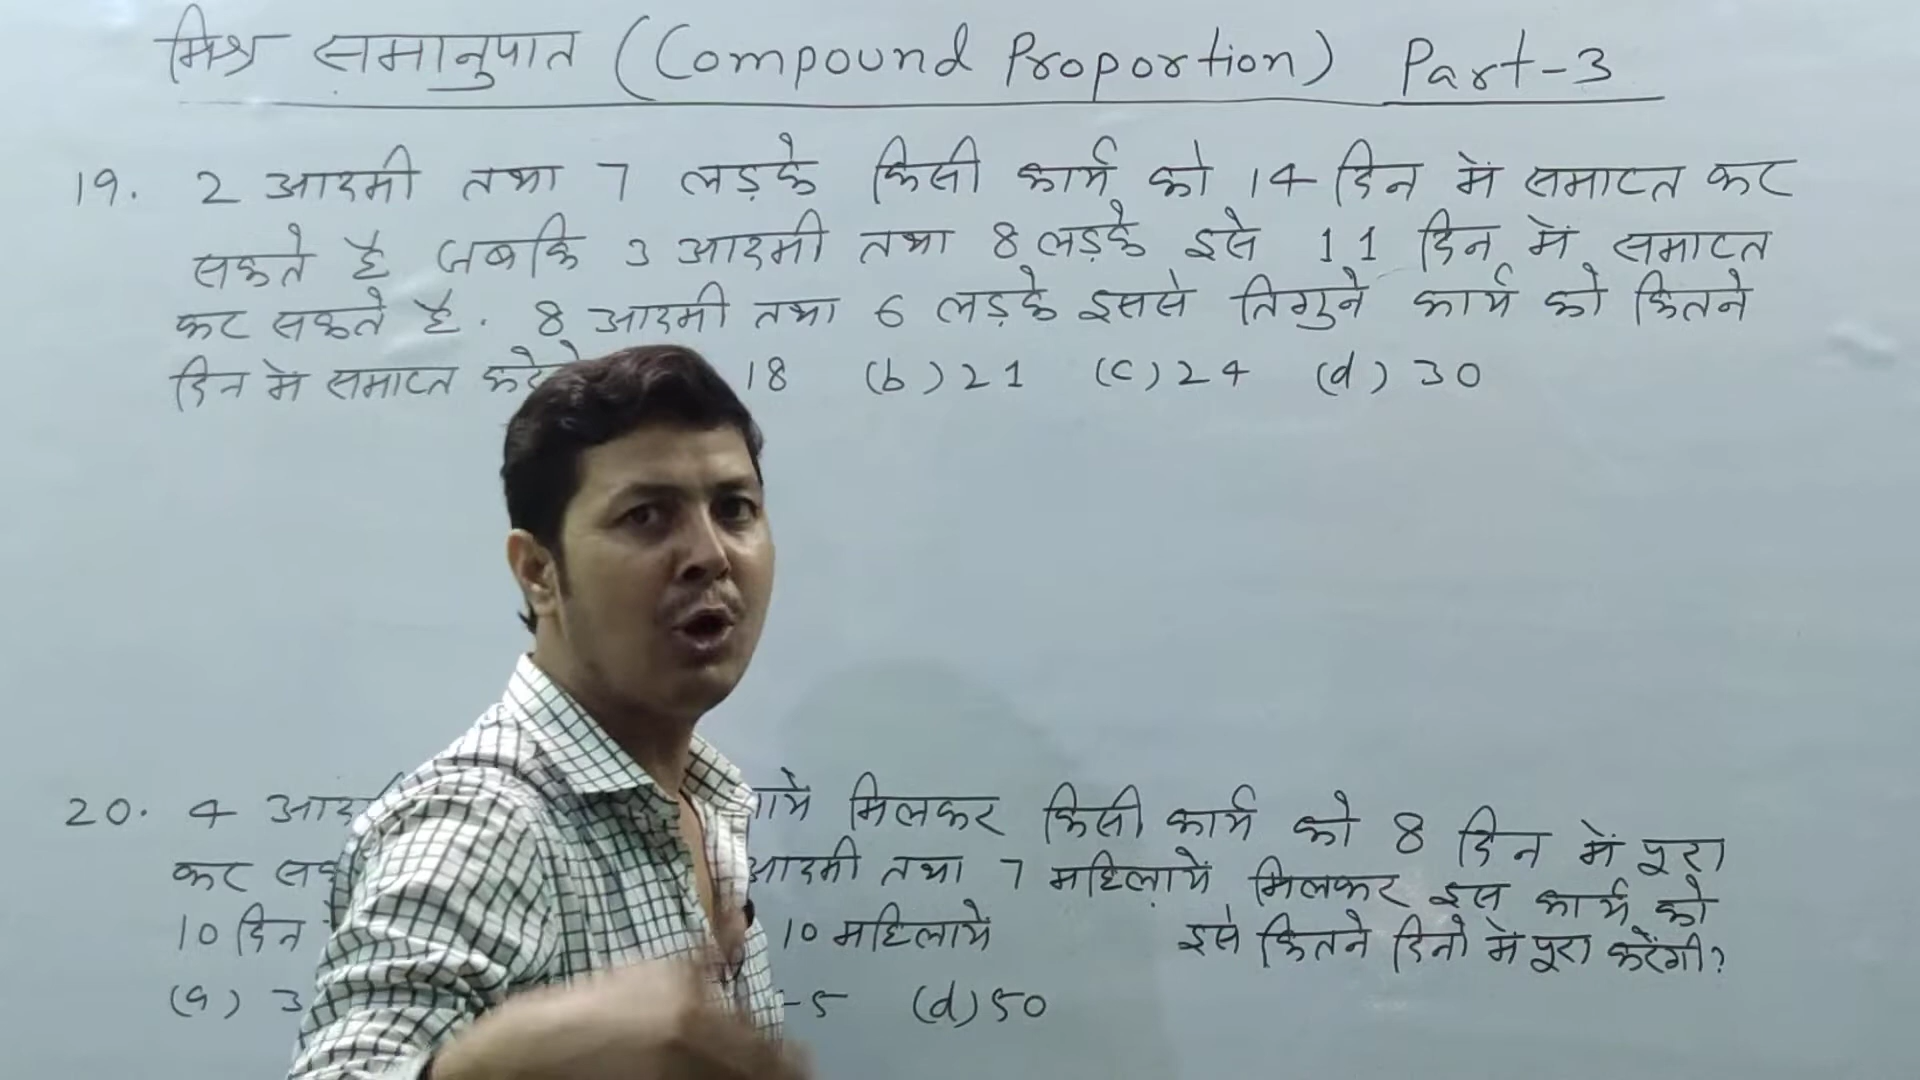 मिश्र समानुपात (Compound Proportion) Part-3
19. 2 आदमी तथा 7 लड़के किसी कार्य को 14 दिन में समाप्त कर
सकते है जबकि 3 आदमी तथा 8 लड़के इसे 11 दिन में समाप्त
कर सकते है. 8 आदमी तथा 6 लड़के इससे तिगुने कार्य को कितने
दिन मे समाप्त 18 (b) 21 (c) 24 (d) 30
20. 4 मिलकर किसी कार्य को 8 दिन में पूरा
कर आदमी तथा 7 महिलायें मिलकर इस कार्य को
10 दिन 10 महिलायें इसे कितने दिनो में पूरा करेंगी?
(a) 3 (d) 50